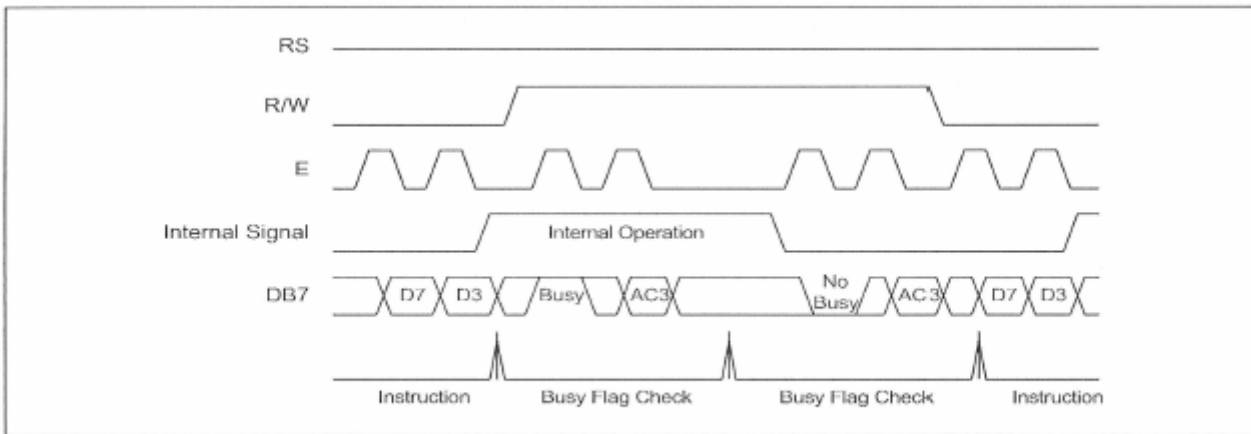 RS
R/W
E
Internal Signal
Internal Operation
DB7
D7
D3
Busy
AC3
No
Busy
AC3
D7
D3
Instruction
Busy Flag Check
Busy Flag Check
Instruction